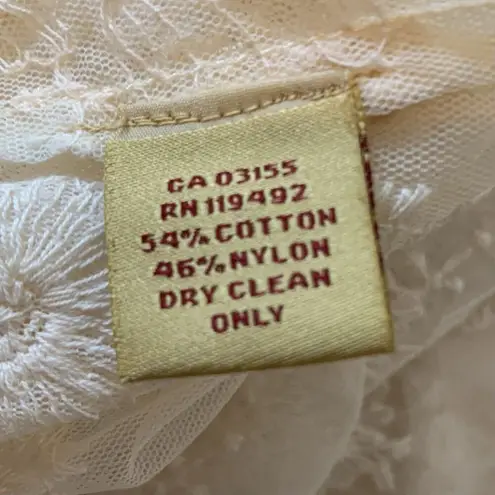 CA 03155
RN 119492
54% COTTON
46% NYLON
DRY CLEAN
ONLY